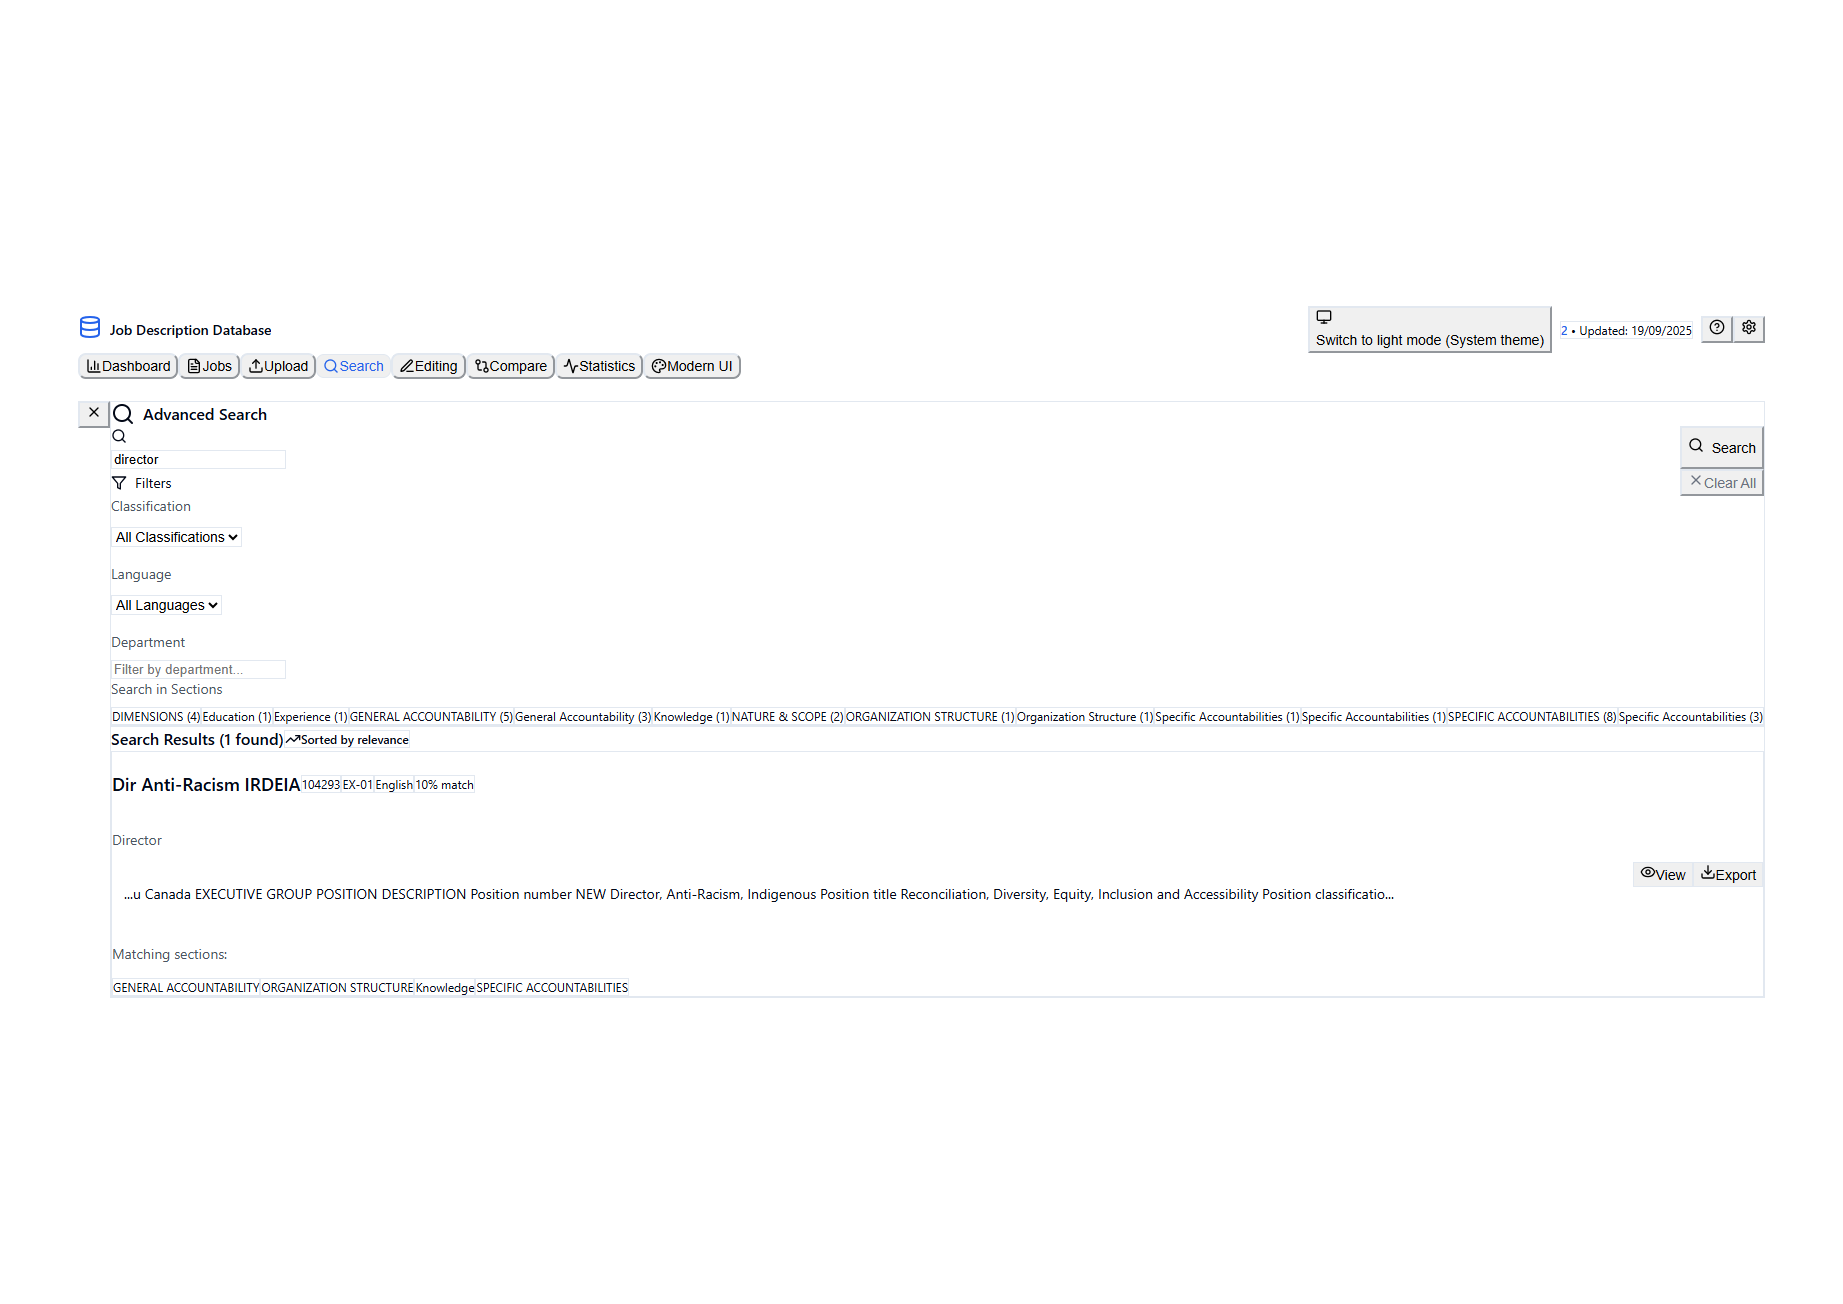 Job Description Database
Switch to light mode (System theme)
2 • Updated: 19/09/2025
Dashboard Jobs Upload Search Editing Compare Statistics Modern UI
Advanced Search
director
Search
Filters
Clear All
Classification
All Classifications
Language
All Languages
Department
Filter by department...
Search in Sections
DIMENSIONS (4) Education (1) Experience (1) GENERAL ACCOUNTABILITY (5) General Accountability (3) Knowledge (1) NATURE & SCOPE (2) ORGANIZATION STRUCTURE (1) Organization Structure (1) Specific Accountabilities (1) Specific Accountabilities (1) SPECIFIC ACCOUNTABILITIES (8) Specific Accountabilities (3)
Search Results (1 found) Sorted by relevance
Dir Anti-Racism IRDEIA 104293 EX-01 English 10% match
Director
View Export
...u Canada EXECUTIVE GROUP POSITION DESCRIPTION Position number NEW Director, Anti-Racism, Indigenous Position title Reconciliation, Diversity, Equity, Inclusion and Accessibility Position classificatio...
Matching sections:
GENERAL ACCOUNTABILITY ORGANIZATION STRUCTURE Knowledge SPECIFIC ACCOUNTABILITIES